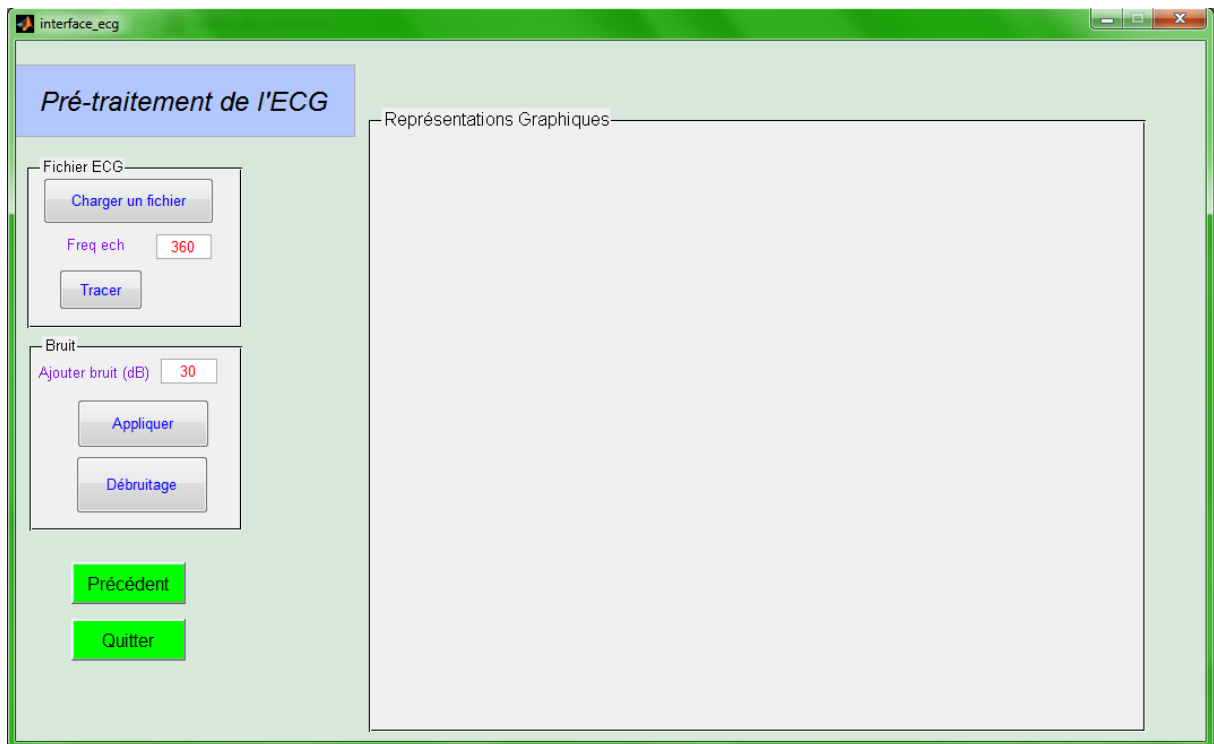 interface_ecg
Pré-traitement de l'ECG
Fichier ECG
Charger un fichier
Freq ech 360
Tracer
Bruit
Ajouter bruit (dB) 30
Appliquer
Débruitage
Précédent
Quitter
Représentations Graphiques